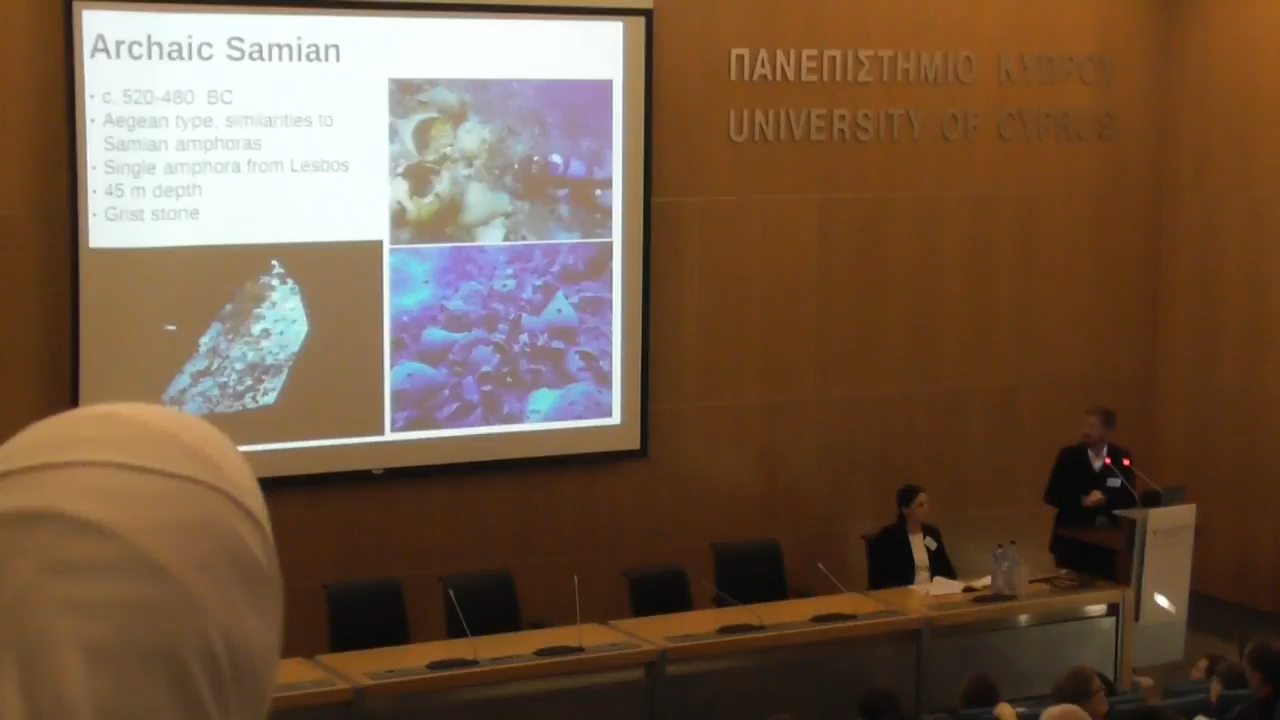 Archaic Samian
• c. 520-480 BC
• Aegean type, similarities to
Samian amphoras
• Single amphora from Lesbos
• 45 m depth
• Grist stone
ΠΑΝΕΠΙΣΤΗΜΙΟ ΚΥΠΡΟΥ
UNIVERSITY OF CYPRUS